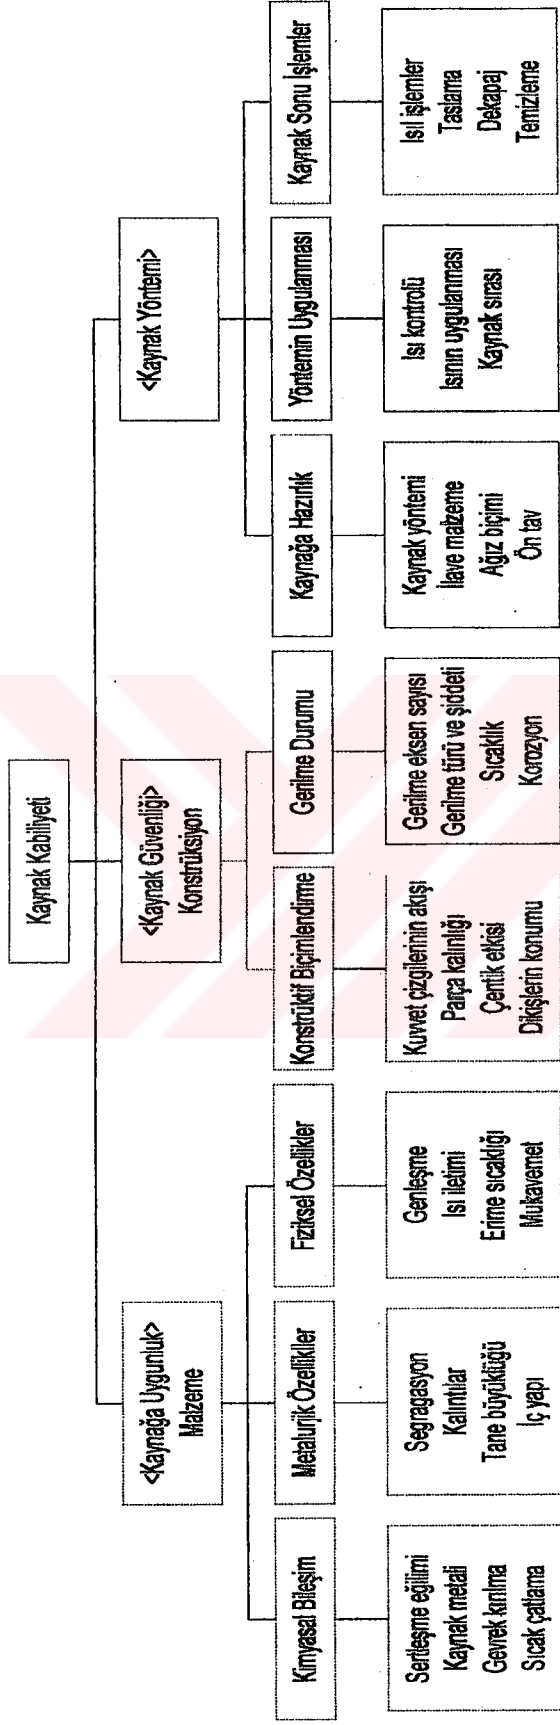 Kaynak Kabiliyeti
<Kaynağa Uygunluk>
Malzeme
<Kaynak Güvenliği>
Konstrüksiyon
<Kaynak Yöntemi>
Kimyasal Bileşim
Metalurjik Özellikler
Fiziksel Özellikler
Konstrüktif Biçimlendirme
Gerilme Durumu
Kaynağa Hazırlık
Yöntemin Uygulanması
Kaynak Sonu İşlemler
Sertleşme eğilimi
Kaynak metali
Gevrek kırılma
Sıcak çatlama
Segragasyon
Kalıntılar
Tane büyüklüğü
İç yapı
Genleşme
Isı iletimi
Erime sıcaklığı
Mukavemet
Kuvvet çizgilerinin akışı
Parça kalınlığı
Çentik etkisi
Dikişlerin konumu
Gerilme eksen sayısı
Gerilme türü ve şiddeti
Sıcaklık
Korozyon
Kaynak yöntemi
İlave malzeme
Ağız biçimi
Ön tav
Isı kontrolü
Isının uygulanması
Kaynak sırası
Isıl işlemler
Taslama
Dekapaj
Temizleme